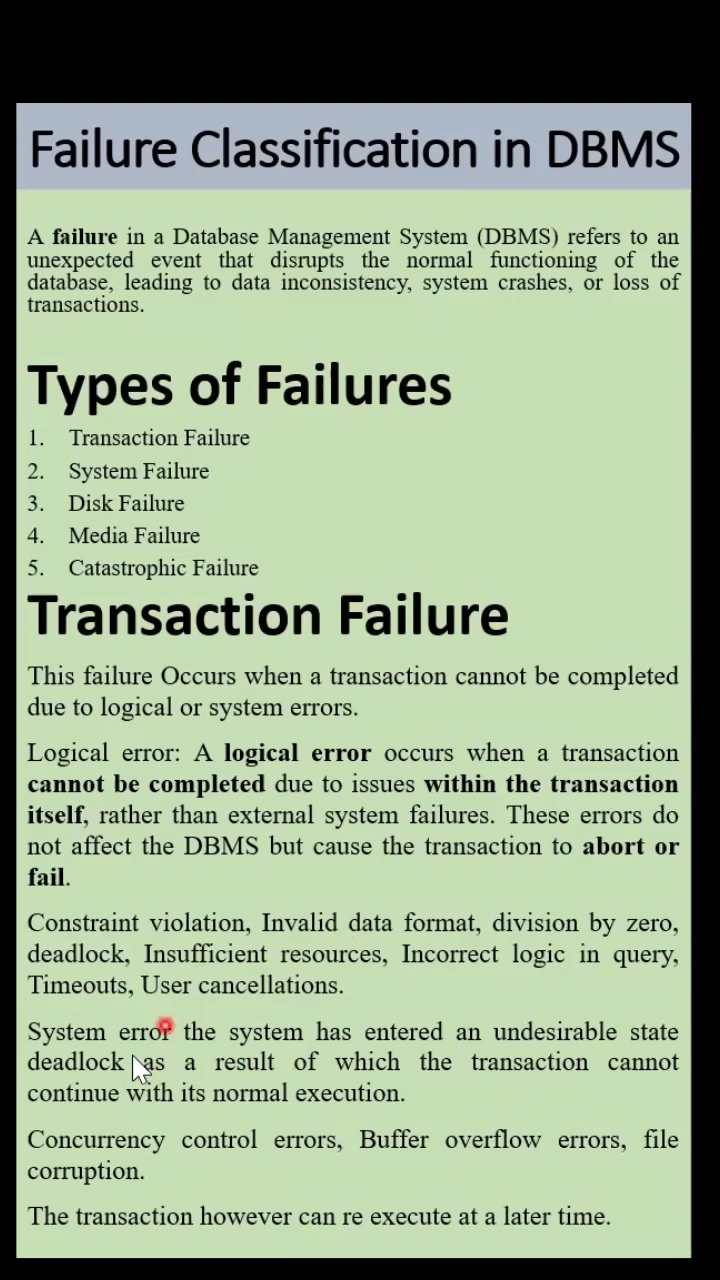 Failure Classification in DBMS
A failure in a Database Management System (DBMS) refers to an
unexpected event that disrupts the normal functioning of the
database, leading to data inconsistency, system crashes, or loss of
transactions.
Types of Failures
1. Transaction Failure
2. System Failure
3. Disk Failure
4. Media Failure
5. Catastrophic Failure
Transaction Failure
This failure Occurs when a transaction cannot be completed
due to logical or system errors.
Logical error: A logical error occurs when a transaction
cannot be completed due to issues within the transaction
itself, rather than external system failures. These errors do
not affect the DBMS but cause the transaction to abort or
fail.
Constraint violation, Invalid data format, division by zero,
deadlock, Insufficient resources, Incorrect logic in query,
Timeouts, User cancellations.
System error the system has entered an undesirable state
deadlock as a result of which the transaction cannot
continue with its normal execution.
Concurrency control errors, Buffer overflow errors, file
corruption.
The transaction however can re execute at a later time.